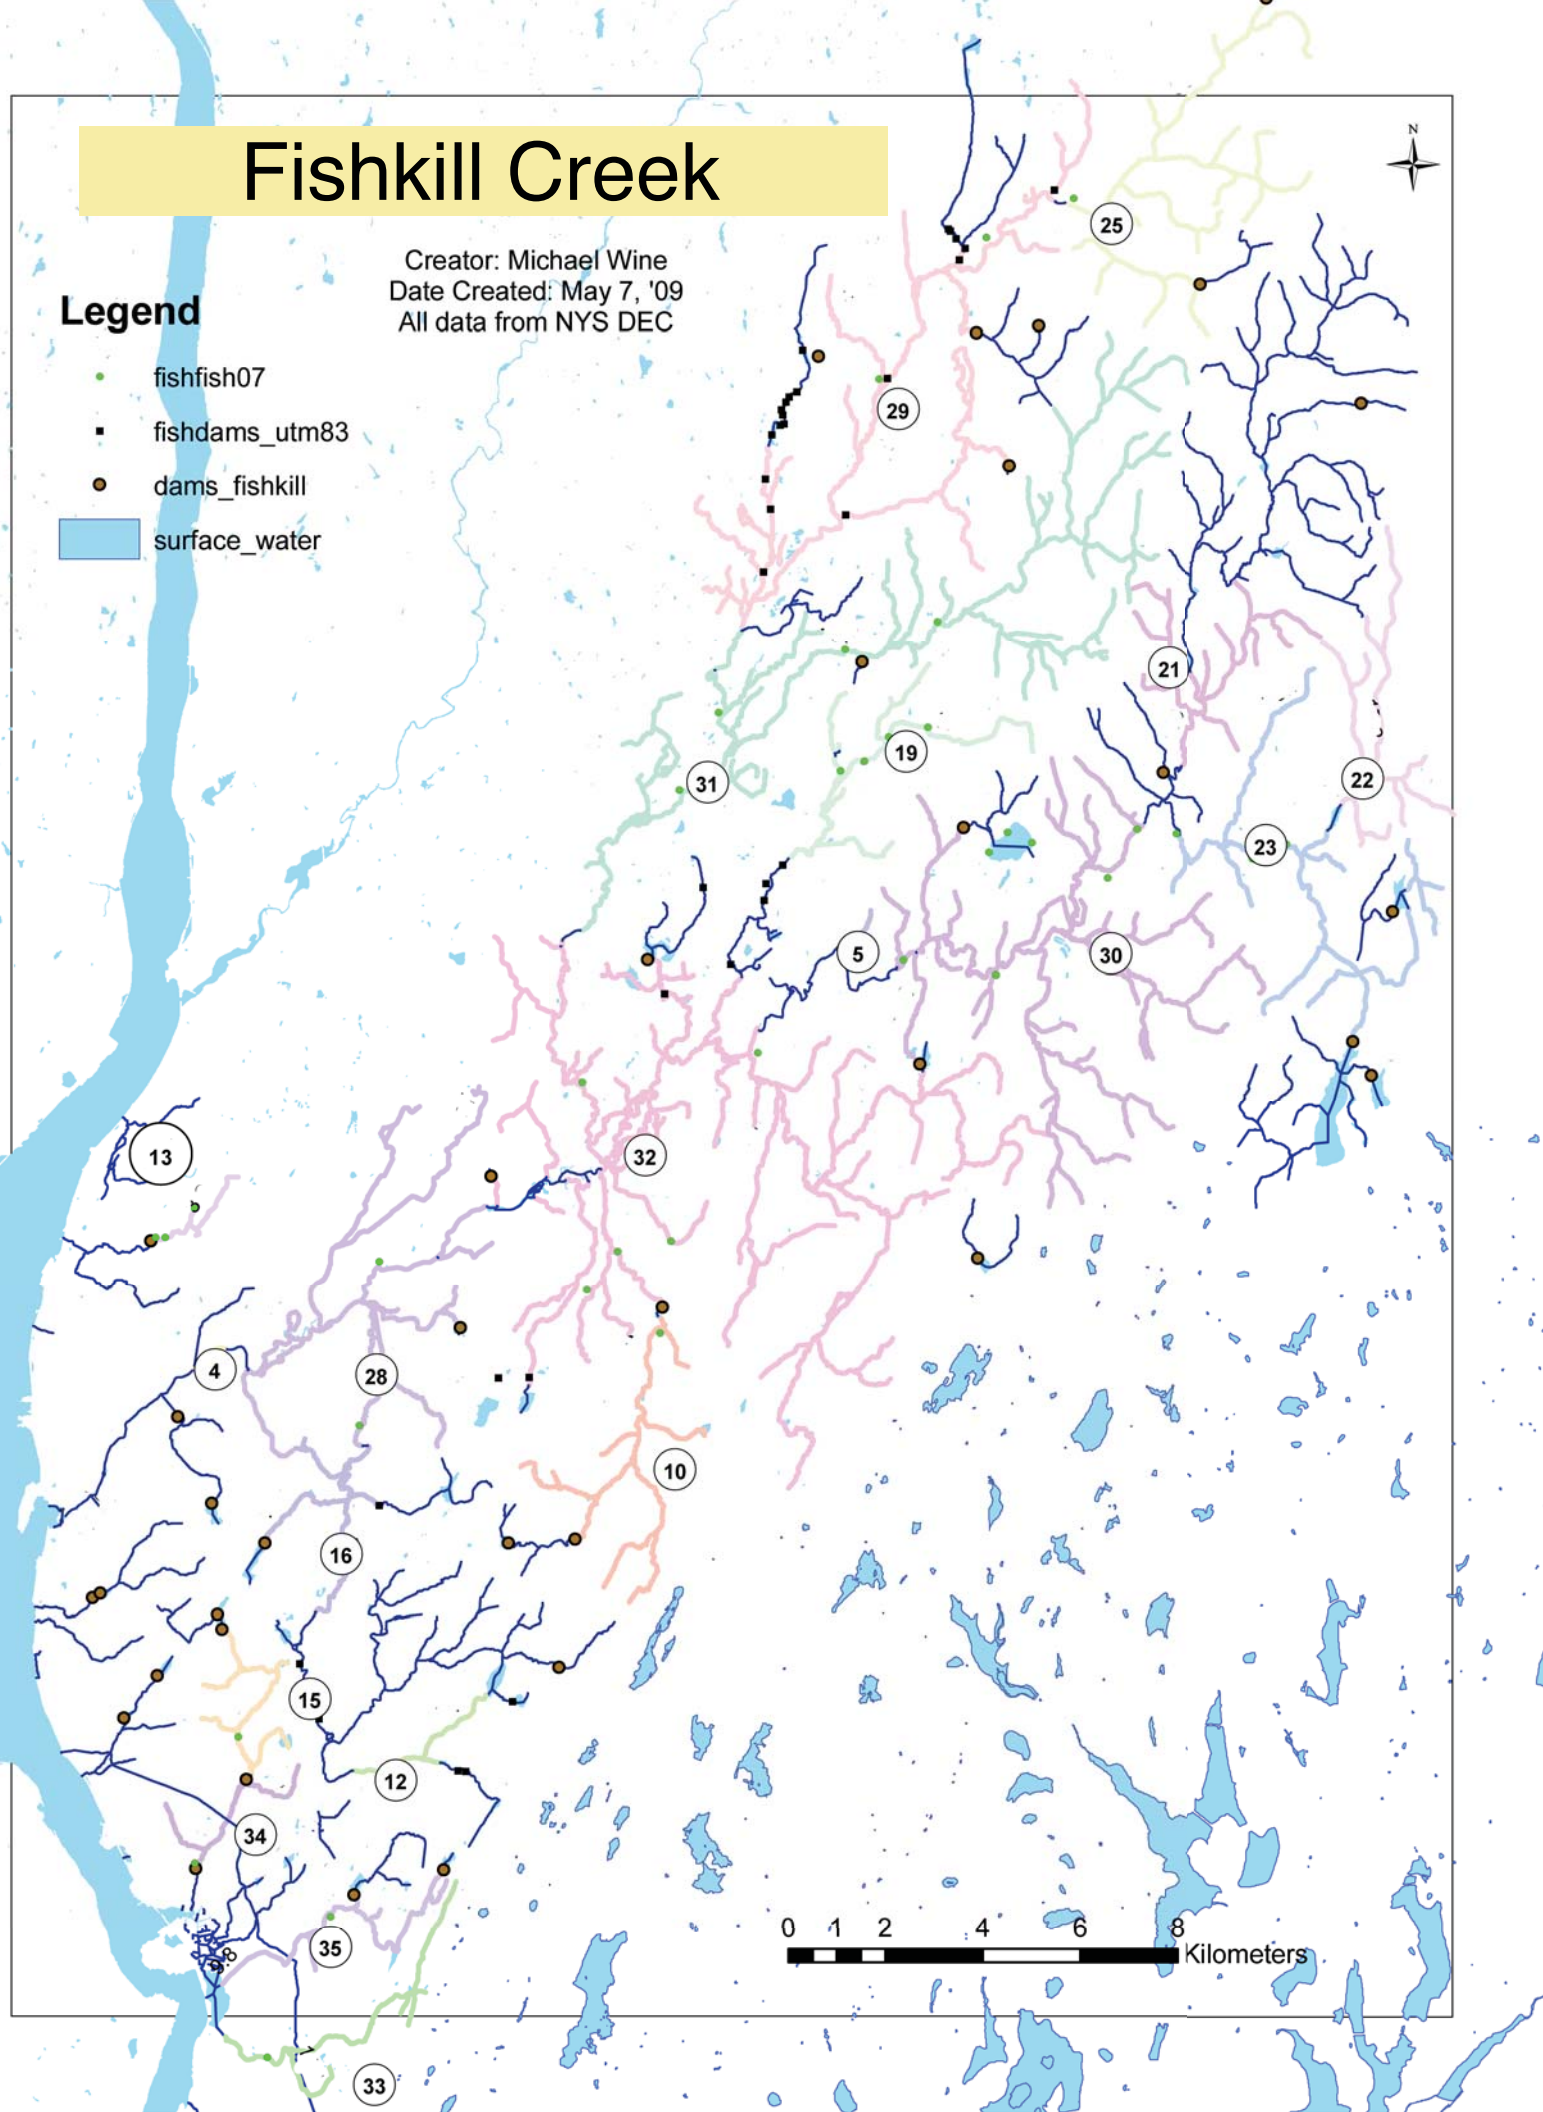 Fishkill Creek
N
Creator: Michael Wine
Date Created: May 7, '09
All data from NYS DEC
Legend
fishfish07
fishdams_utm83
dams_fishkill
surface_water
25
29
21
19
31
22
23
5
30
13
32
4
28
10
16
15
12
34
35
33
0 1 2 4 6 8
Kilometers